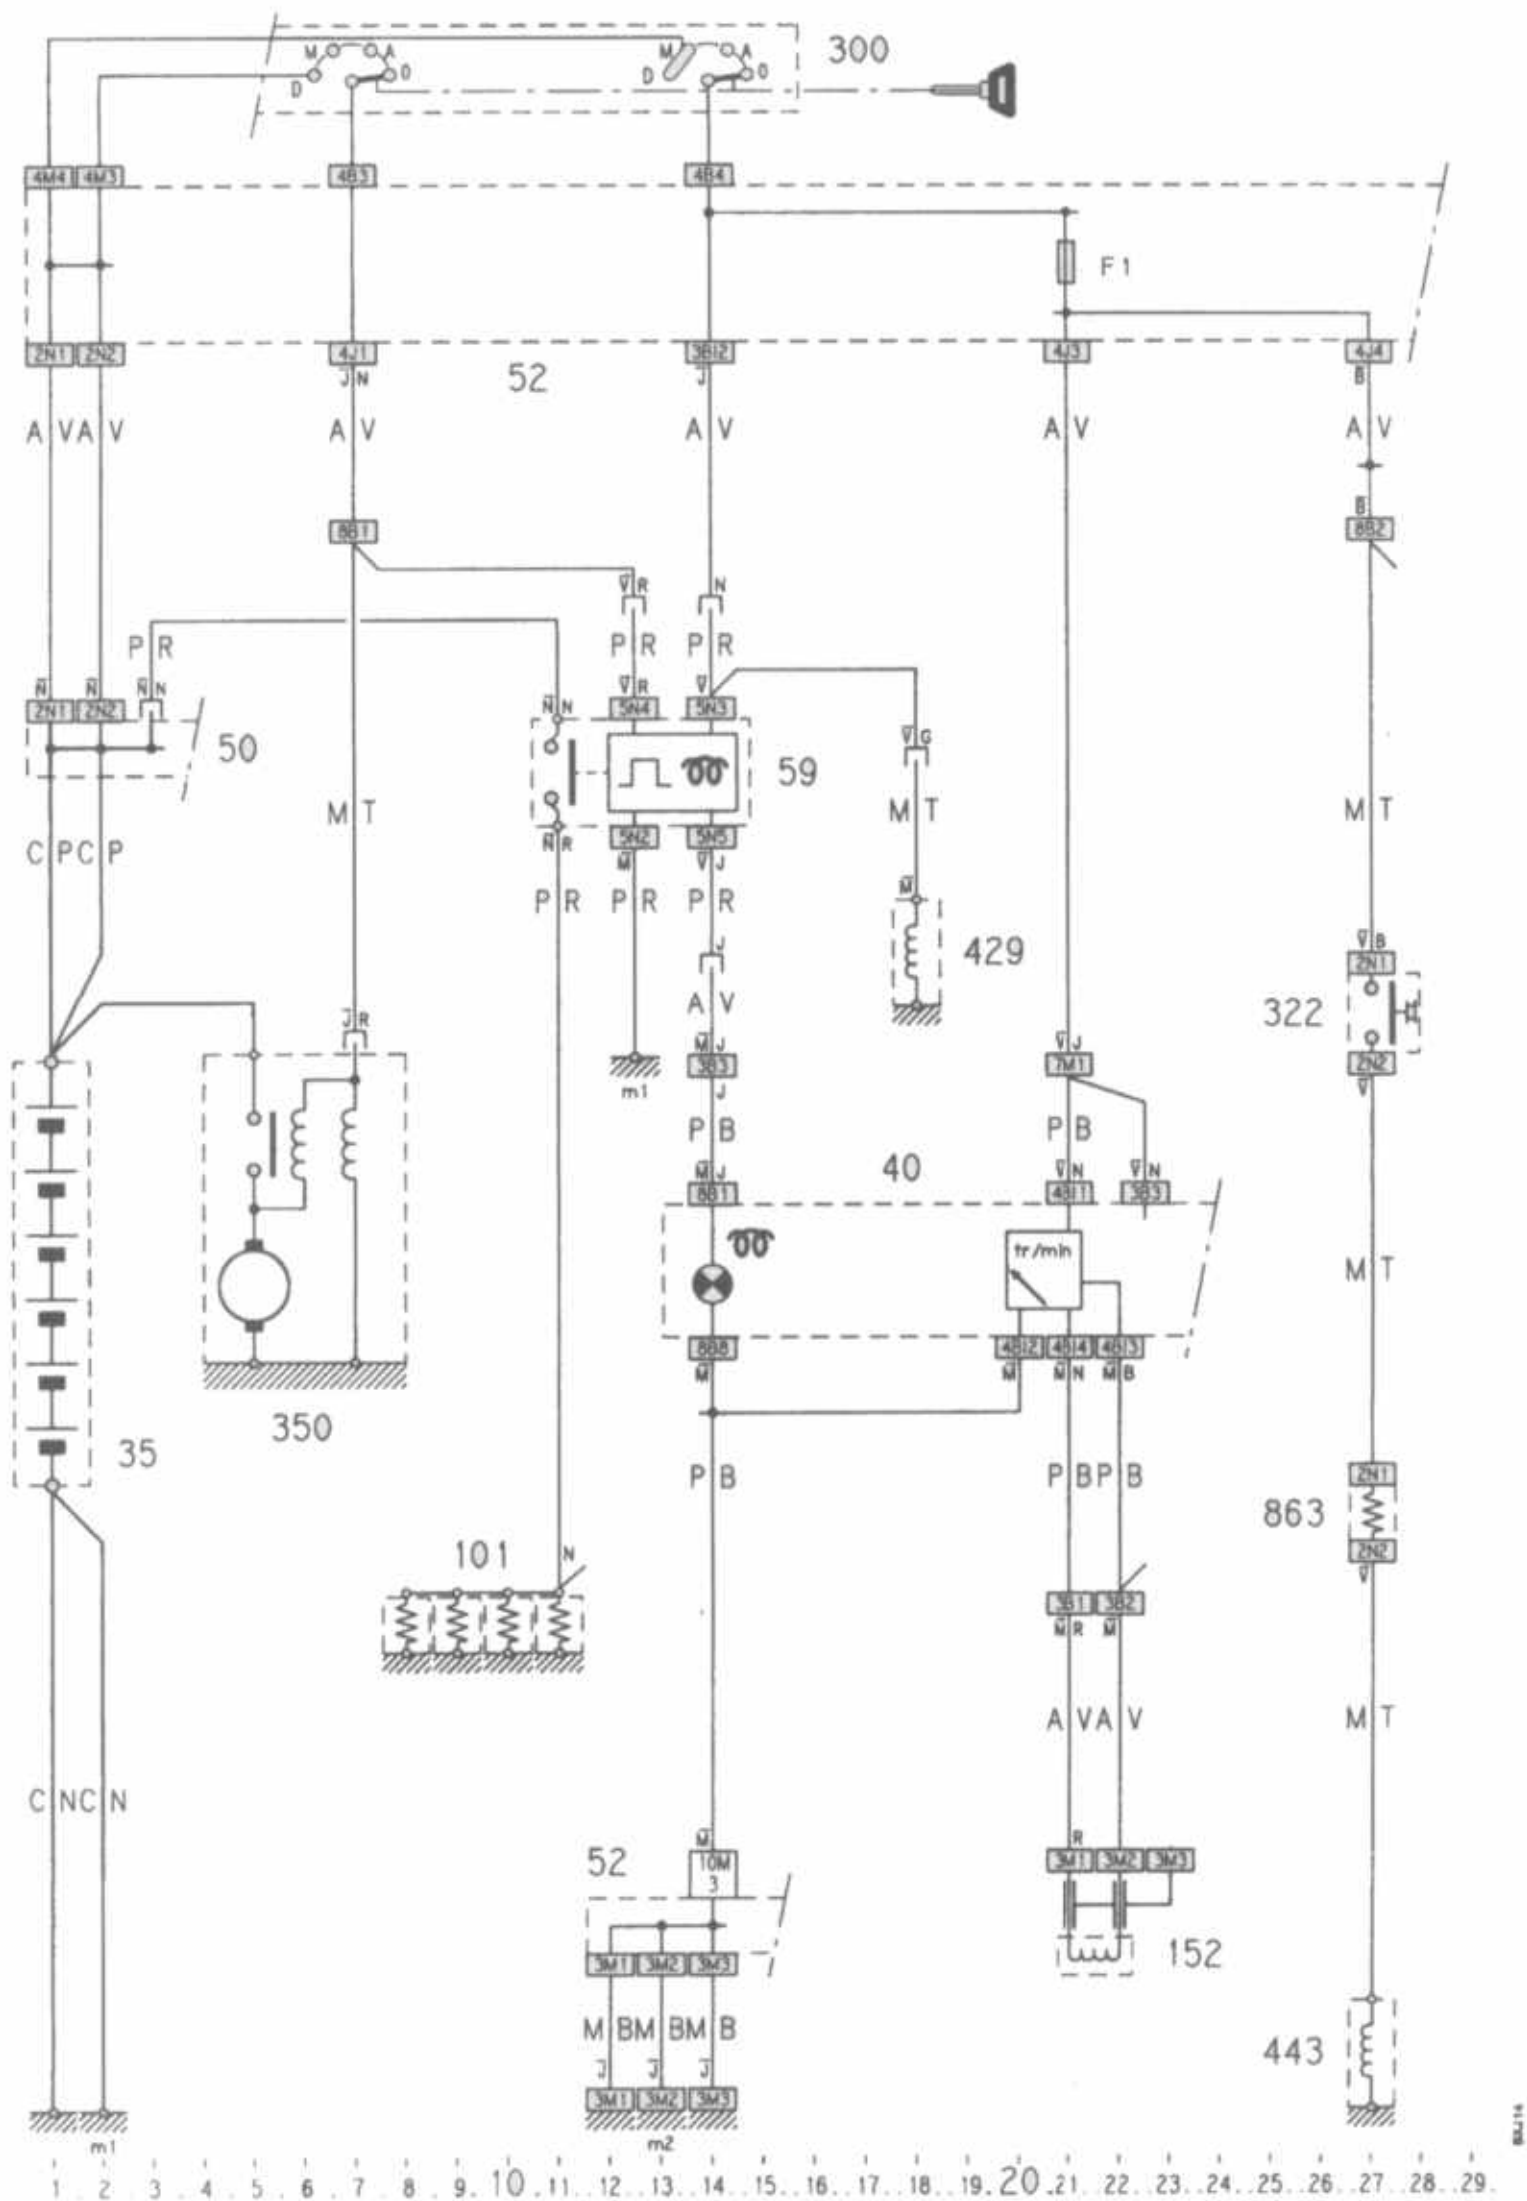 300
M A
D O
M A
D O
4M4 4M3 4B3 4B4
F1
2N1 2N2 4J1 3B12 4J3 4J4
J̄ N J̄ B̄
52
A V A V A V A V A V A V
B̄
8B1 8B2
V̄ R N
P R P R P R
N̄ N̄ N̄ N V̄ R V̄
2N1 2N2 N̄ N 5N4 5N3
50 59 V̄ G
M T M T M T
5N2 5N5
N̄ R M̄ V̄ J
C P C P
P R P R P R M̄
J V̄ B
429 2N1
A V 322
J̄ R M̄ J V̄ J
3B3 7M1 2N2
m1 J V̄
P B P B
40
M̄ J V̄ N V̄ N
8B1 4B11 3B3
tr/min
M T
8B8 4B12 4B14 4B13
M̄ M̄ M̄ N M̄ B
350
35
P B P B P B 2N1
863
101 N 2N2
V̄
3B1 3B2
M̄ R M̄
A V A V M T
C N C N
M̄ R
52 10M 3M1 3M2 3M3
3
3M1 3M2 3M3 152
M B M B M B
443
J̄ J̄ J̄
3M1 3M2 3M3
m1 m2
1 . 2 . 3 . 4 . 5 . 6 . 7 . 8 . 9 . 10 . 11 . 12 . 13 . 14 . 15 . 16 . 17 . 18 . 19 . 20 . 21 . 22 . 23 . 24 . 25 . 26 . 27 . 28 . 29 .